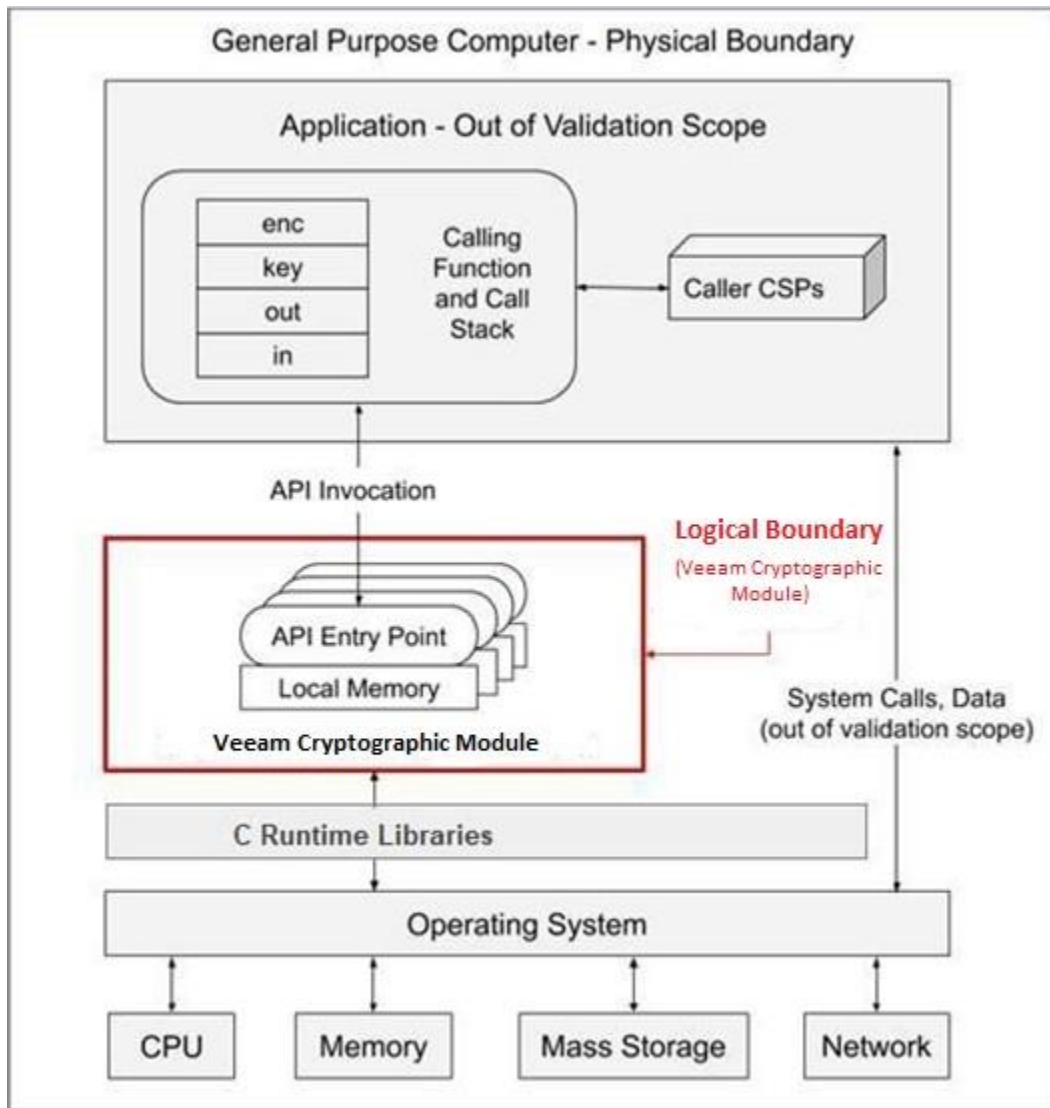 General Purpose Computer - Physical Boundary
Application - Out of Validation Scope
enc
key
out
in
Calling
Function
and Call
Stack
Caller CSPs
API Invocation
Logical Boundary
(Veeam Cryptographic
Module)
API Entry Point
Local Memory
Veeam Cryptographic Module
System Calls, Data
(out of validation scope)
C Runtime Libraries
Operating System
CPU
Memory
Mass Storage
Network